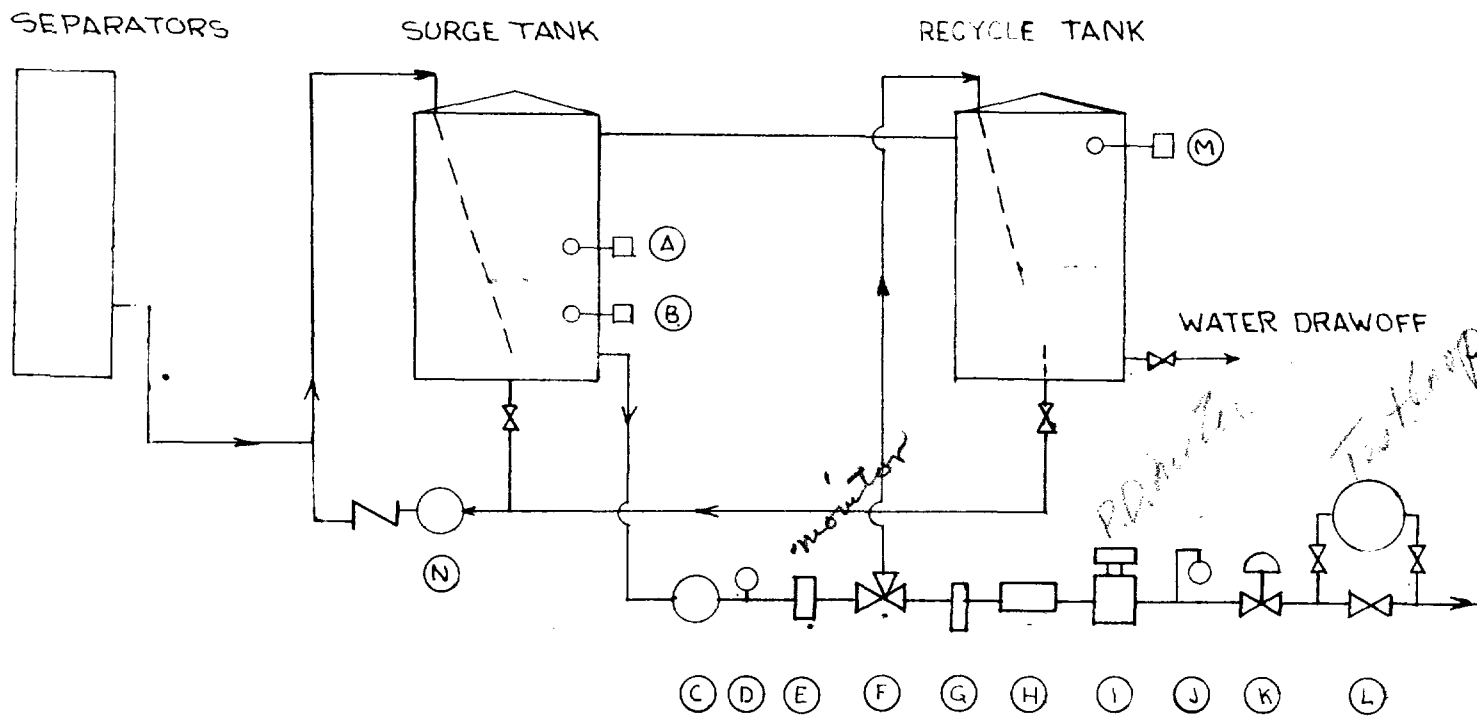 SEPARATORS
SURGE TANK
RECYCLE TANK
M
A
B
WATER DRAWOFF
monitor
N
C
D
E
F
G
H
I
J
K
L